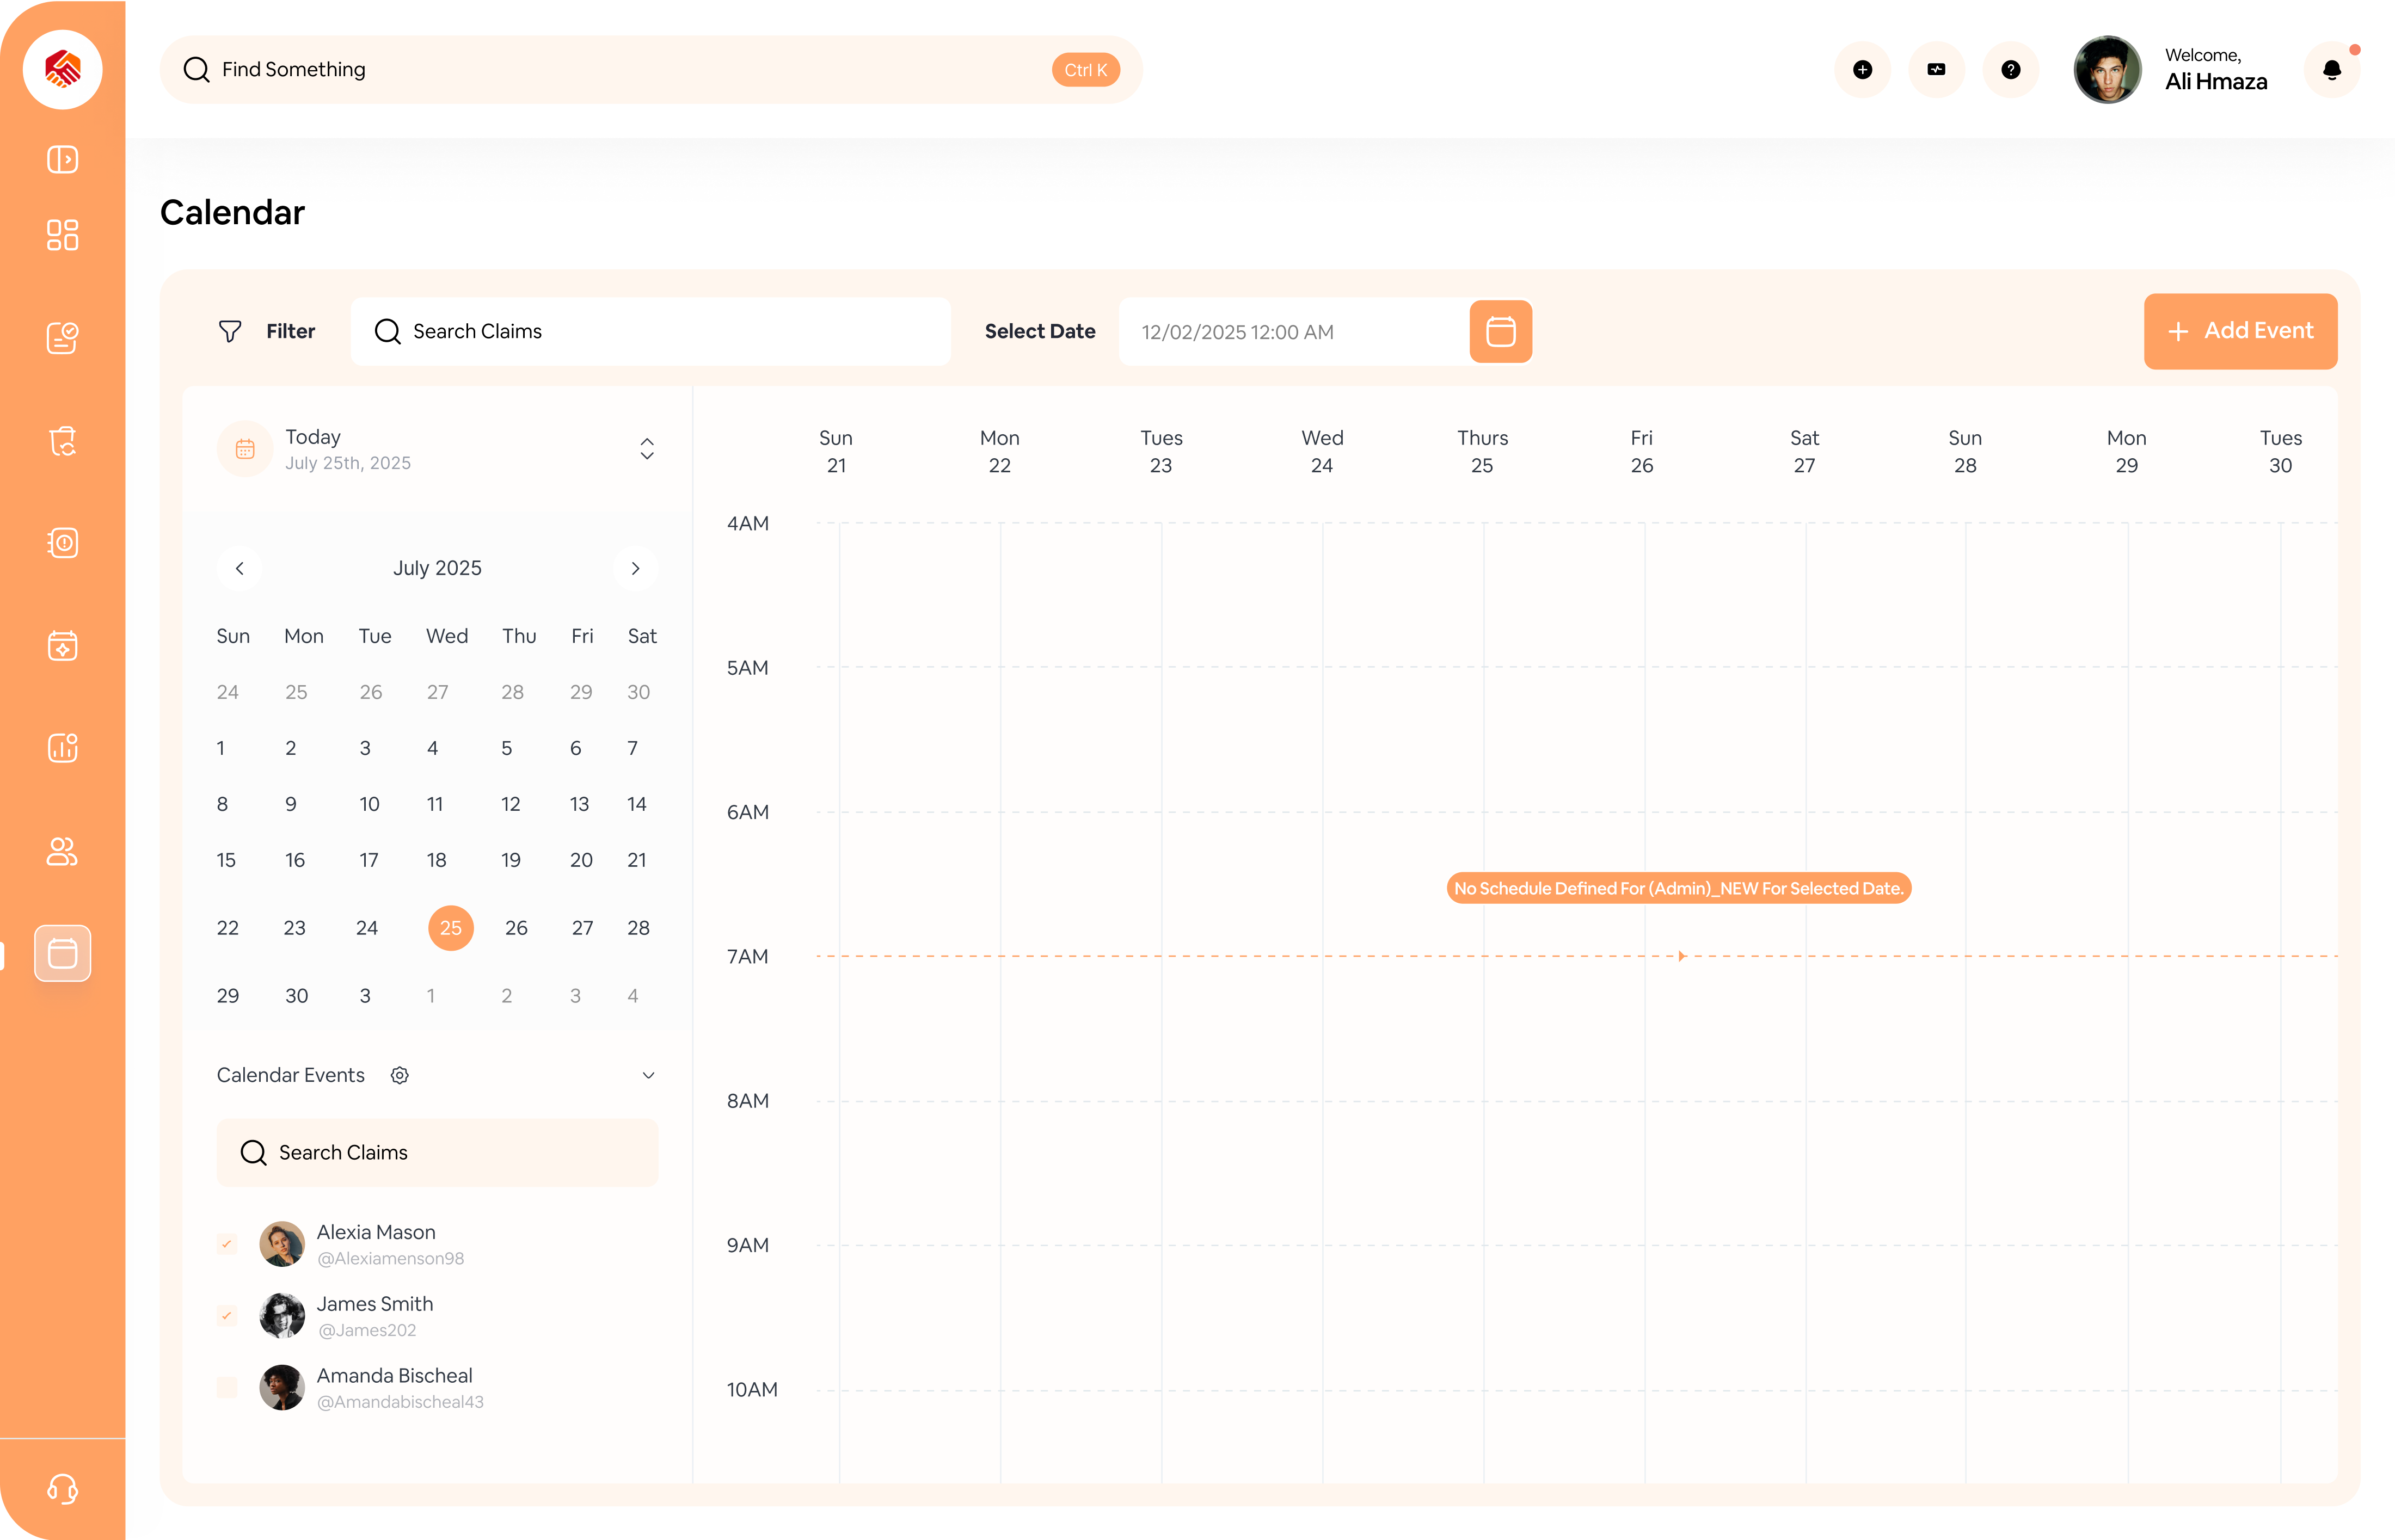 Find Something
Ctrl K
Welcome,
Ali Hmaza
Calendar
Filter
Search Claims
Select Date
12/02/2025 12:00 AM
Add Event
Today
July 25th, 2025
July 2025
Sun Mon Tue Wed Thu Fri Sat
24 25 26 27 28 29 30
1 2 3 4 5 6 7
8 9 10 11 12 13 14
15 16 17 18 19 20 21
22 23 24 25 26 27 28
29 30 3 1 2 3 4
Calendar Events
Search Claims
Alexia Mason
@Alexiamenson98
James Smith
@James202
Amanda Bischeal
@Amandabischeal43
Sun Mon Tues Wed Thurs Fri Sat Sun Mon Tues
21 22 23 24 25 26 27 28 29 30
4AM
5AM
6AM
No Schedule Defined For (Admin)_NEW For Selected Date.
7AM
8AM
9AM
10AM